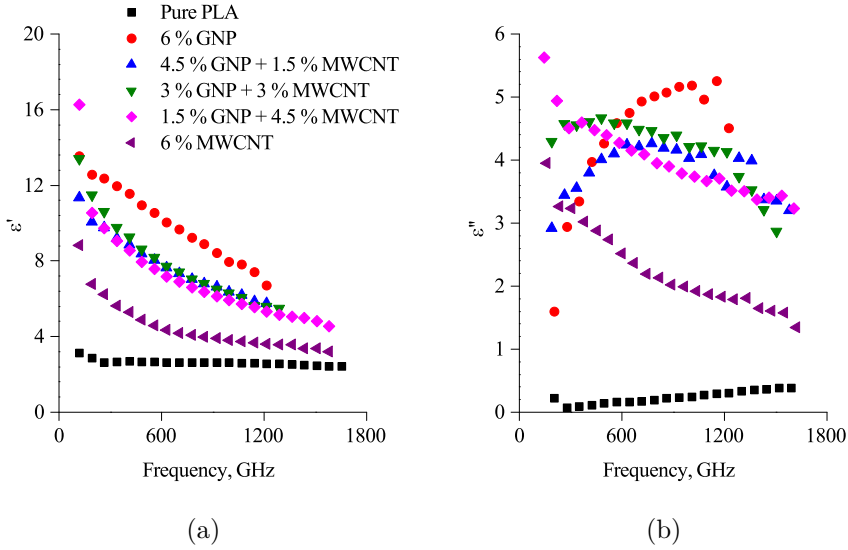 Pure PLA
6 % GNP
4.5 % GNP + 1.5 % MWCNT
3 % GNP + 3 % MWCNT
1.5 % GNP + 4.5 % MWCNT
6 % MWCNT
20
16
12
8
4
0
ε'
0
600
1200
1800
Frequency, GHz
(a)
6
5
4
3
2
1
0
ε"
0
600
1200
1800
Frequency, GHz
(b)